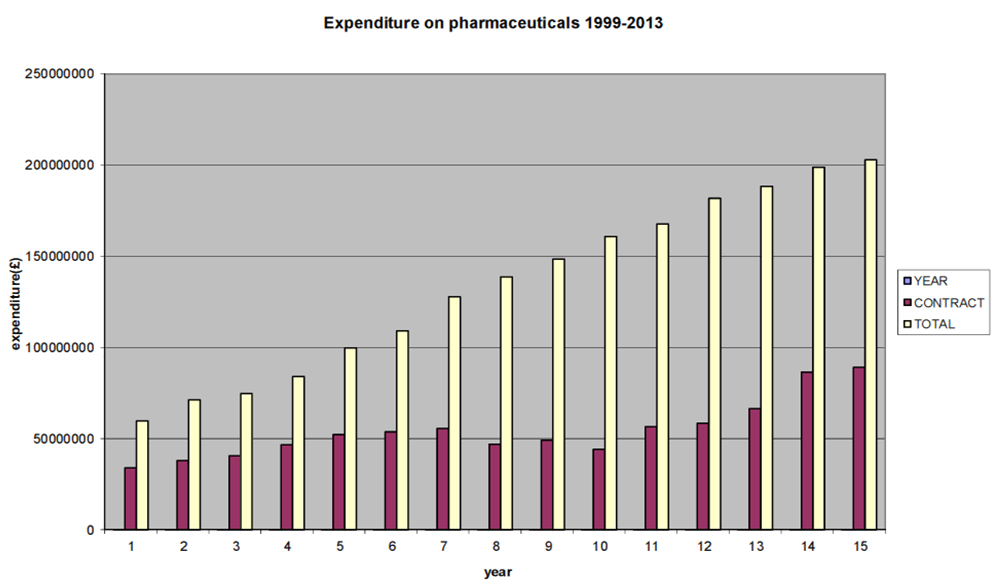 Expenditure on pharmaceuticals 1999-2013
250000000
200000000
150000000
100000000
50000000
0
expenditure(£)
1 2 3 4 5 6 7 8 9 10 11 12 13 14 15
year
YEAR
CONTRACT
TOTAL